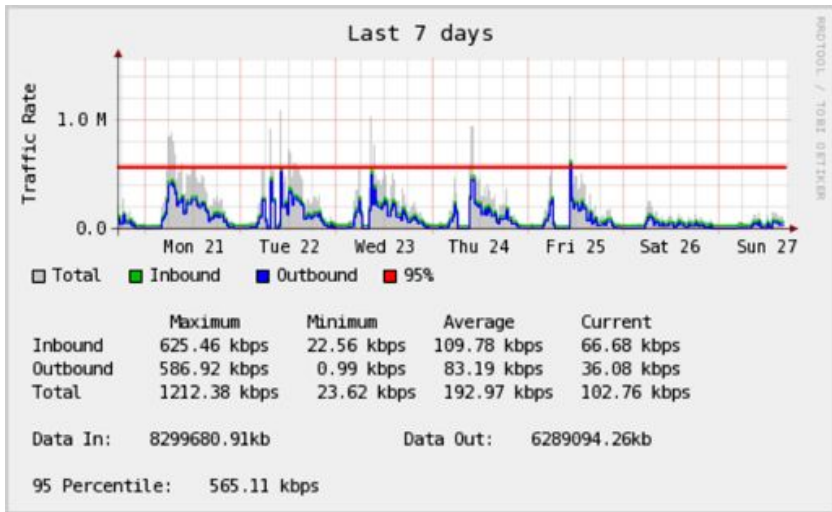 Last 7 days
RRDTOOL / TOBI OETIKER
Traffic Rate
1.0 M
0.0
Mon 21 Tue 22 Wed 23 Thu 24 Fri 25 Sat 26 Sun 27
Total Inbound Outbound 95%
Maximum Minimum Average Current
Inbound 625.46 kbps 22.56 kbps 109.78 kbps 66.68 kbps
Outbound 586.92 kbps 0.99 kbps 83.19 kbps 36.08 kbps
Total 1212.38 kbps 23.62 kbps 192.97 kbps 102.76 kbps
Data In: 8299680.91kb Data Out: 6289094.26kb
95 Percentile: 565.11 kbps